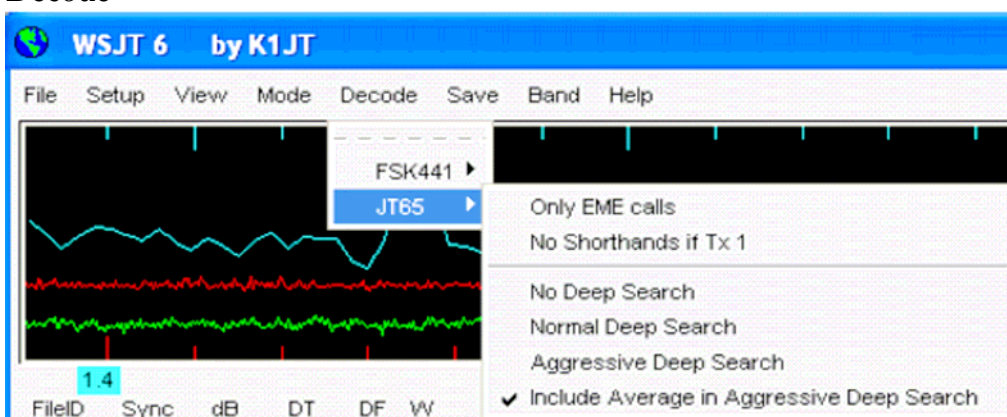 WSJT 6 by K1JT
File Setup View Mode Decode Save Band Help
FSK441
JT65
Only EME calls
No Shorthands if Tx 1
No Deep Search
Normal Deep Search
Aggressive Deep Search
Include Average in Aggressive Deep Search
1.4
FileID Sync dB DT DF W